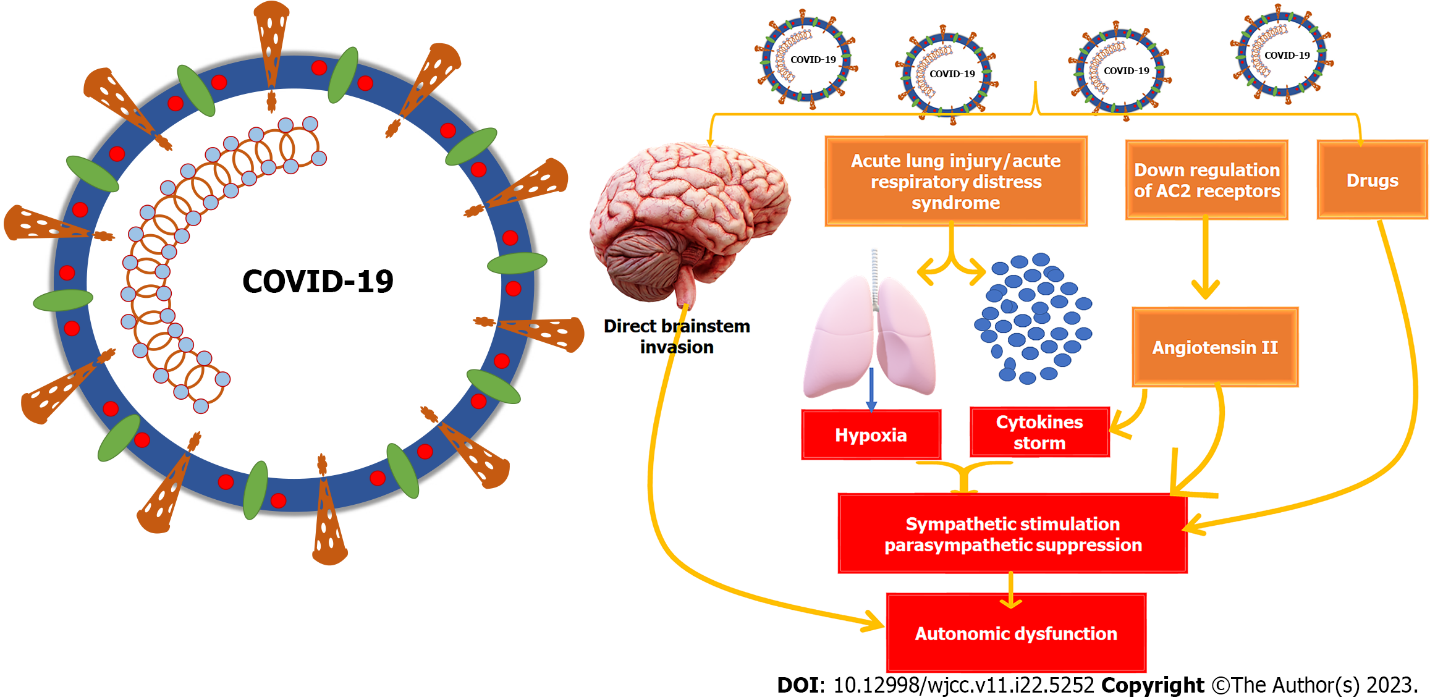 COVID-19
COVID-19
COVID-19
COVID-19
COVID-19
Direct brainstem
invasion
Acute lung injury/acute
respiratory distress
syndrome
Down regulation
of AC2 receptors
Drugs
Angiotensin II
Hypoxia
Cytokines
storm
Sympathetic stimulation
parasympathetic suppression
Autonomic dysfunction
DOI: 10.12998/wjcc.v11.i22.5252 Copyright ©The Author(s) 2023.